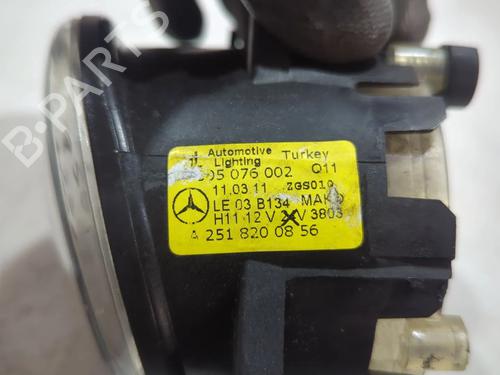 B-PARTS
Automotive Turkey
Lighting
05 076 002 Q11
11.03.11 ZGS010
LE 03 B134 MAKO
H11 12 V V 3803
A 251 820 08 56